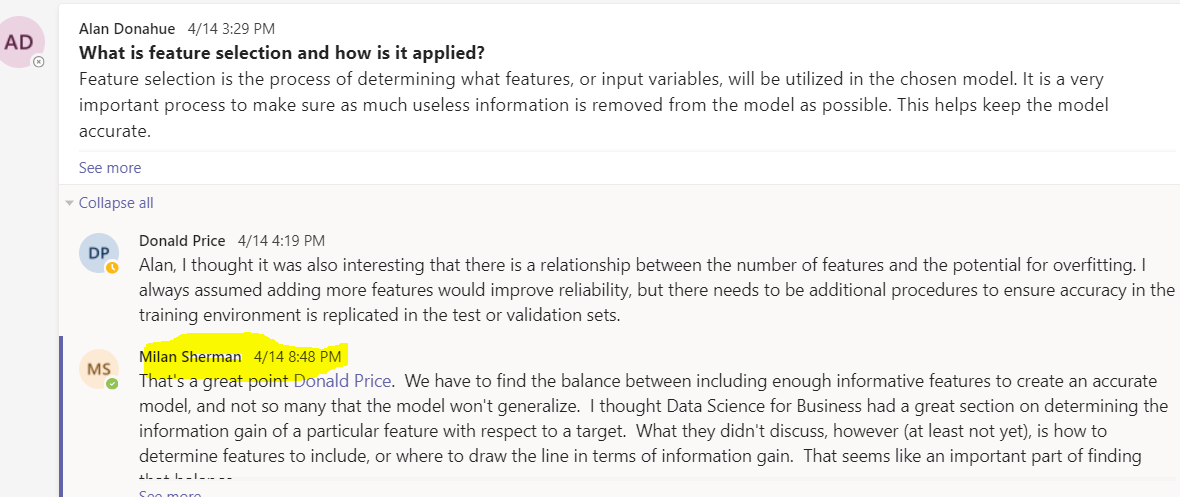 AD
Alan Donahue 4/14 3:29 PM
What is feature selection and how is it applied?
Feature selection is the process of determining what features, or input variables, will be utilized in the chosen model. It is a very
important process to make sure as much useless information is removed from the model as possible. This helps keep the model
accurate.
See more
Collapse all
DP
Donald Price 4/14 4:19 PM
Alan, I thought it was also interesting that there is a relationship between the number of features and the potential for overfitting. I
always assumed adding more features would improve reliability, but there needs to be additional procedures to ensure accuracy in the
training environment is replicated in the test or validation sets.
MS
Milan Sherman 4/14 8:48 PM
That's a great point Donald Price. We have to find the balance between including enough informative features to create an accurate
model, and not so many that the model won't generalize. I thought Data Science for Business had a great section on determining the
information gain of a particular feature with respect to a target. What they didn't discuss, however (at least not yet), is how to
determine features to include, or where to draw the line in terms of information gain. That seems like an important part of finding
that balance.
See more